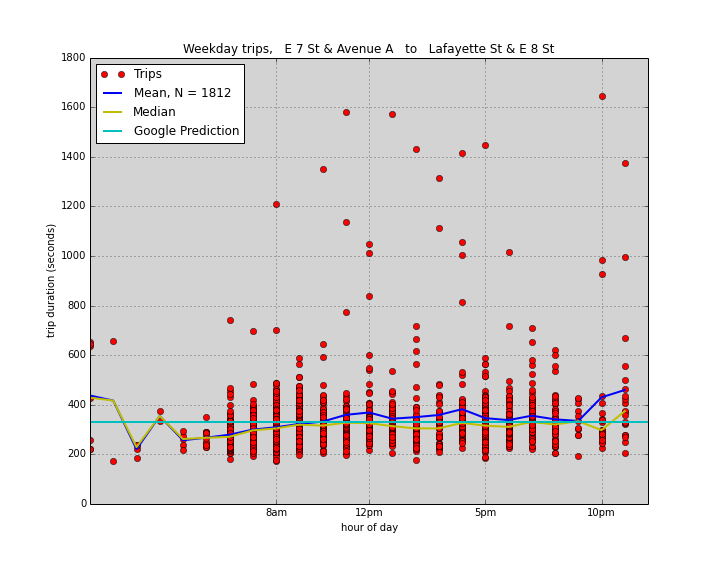 Weekday trips, E 7 St & Avenue A to Lafayette St & E 8 St
1800
1600
1400
1200
1000
800
600
400
200
0
trip duration (seconds)
Trips
Mean, N = 1812
Median
Google Prediction
8am 12pm 5pm 10pm
hour of day